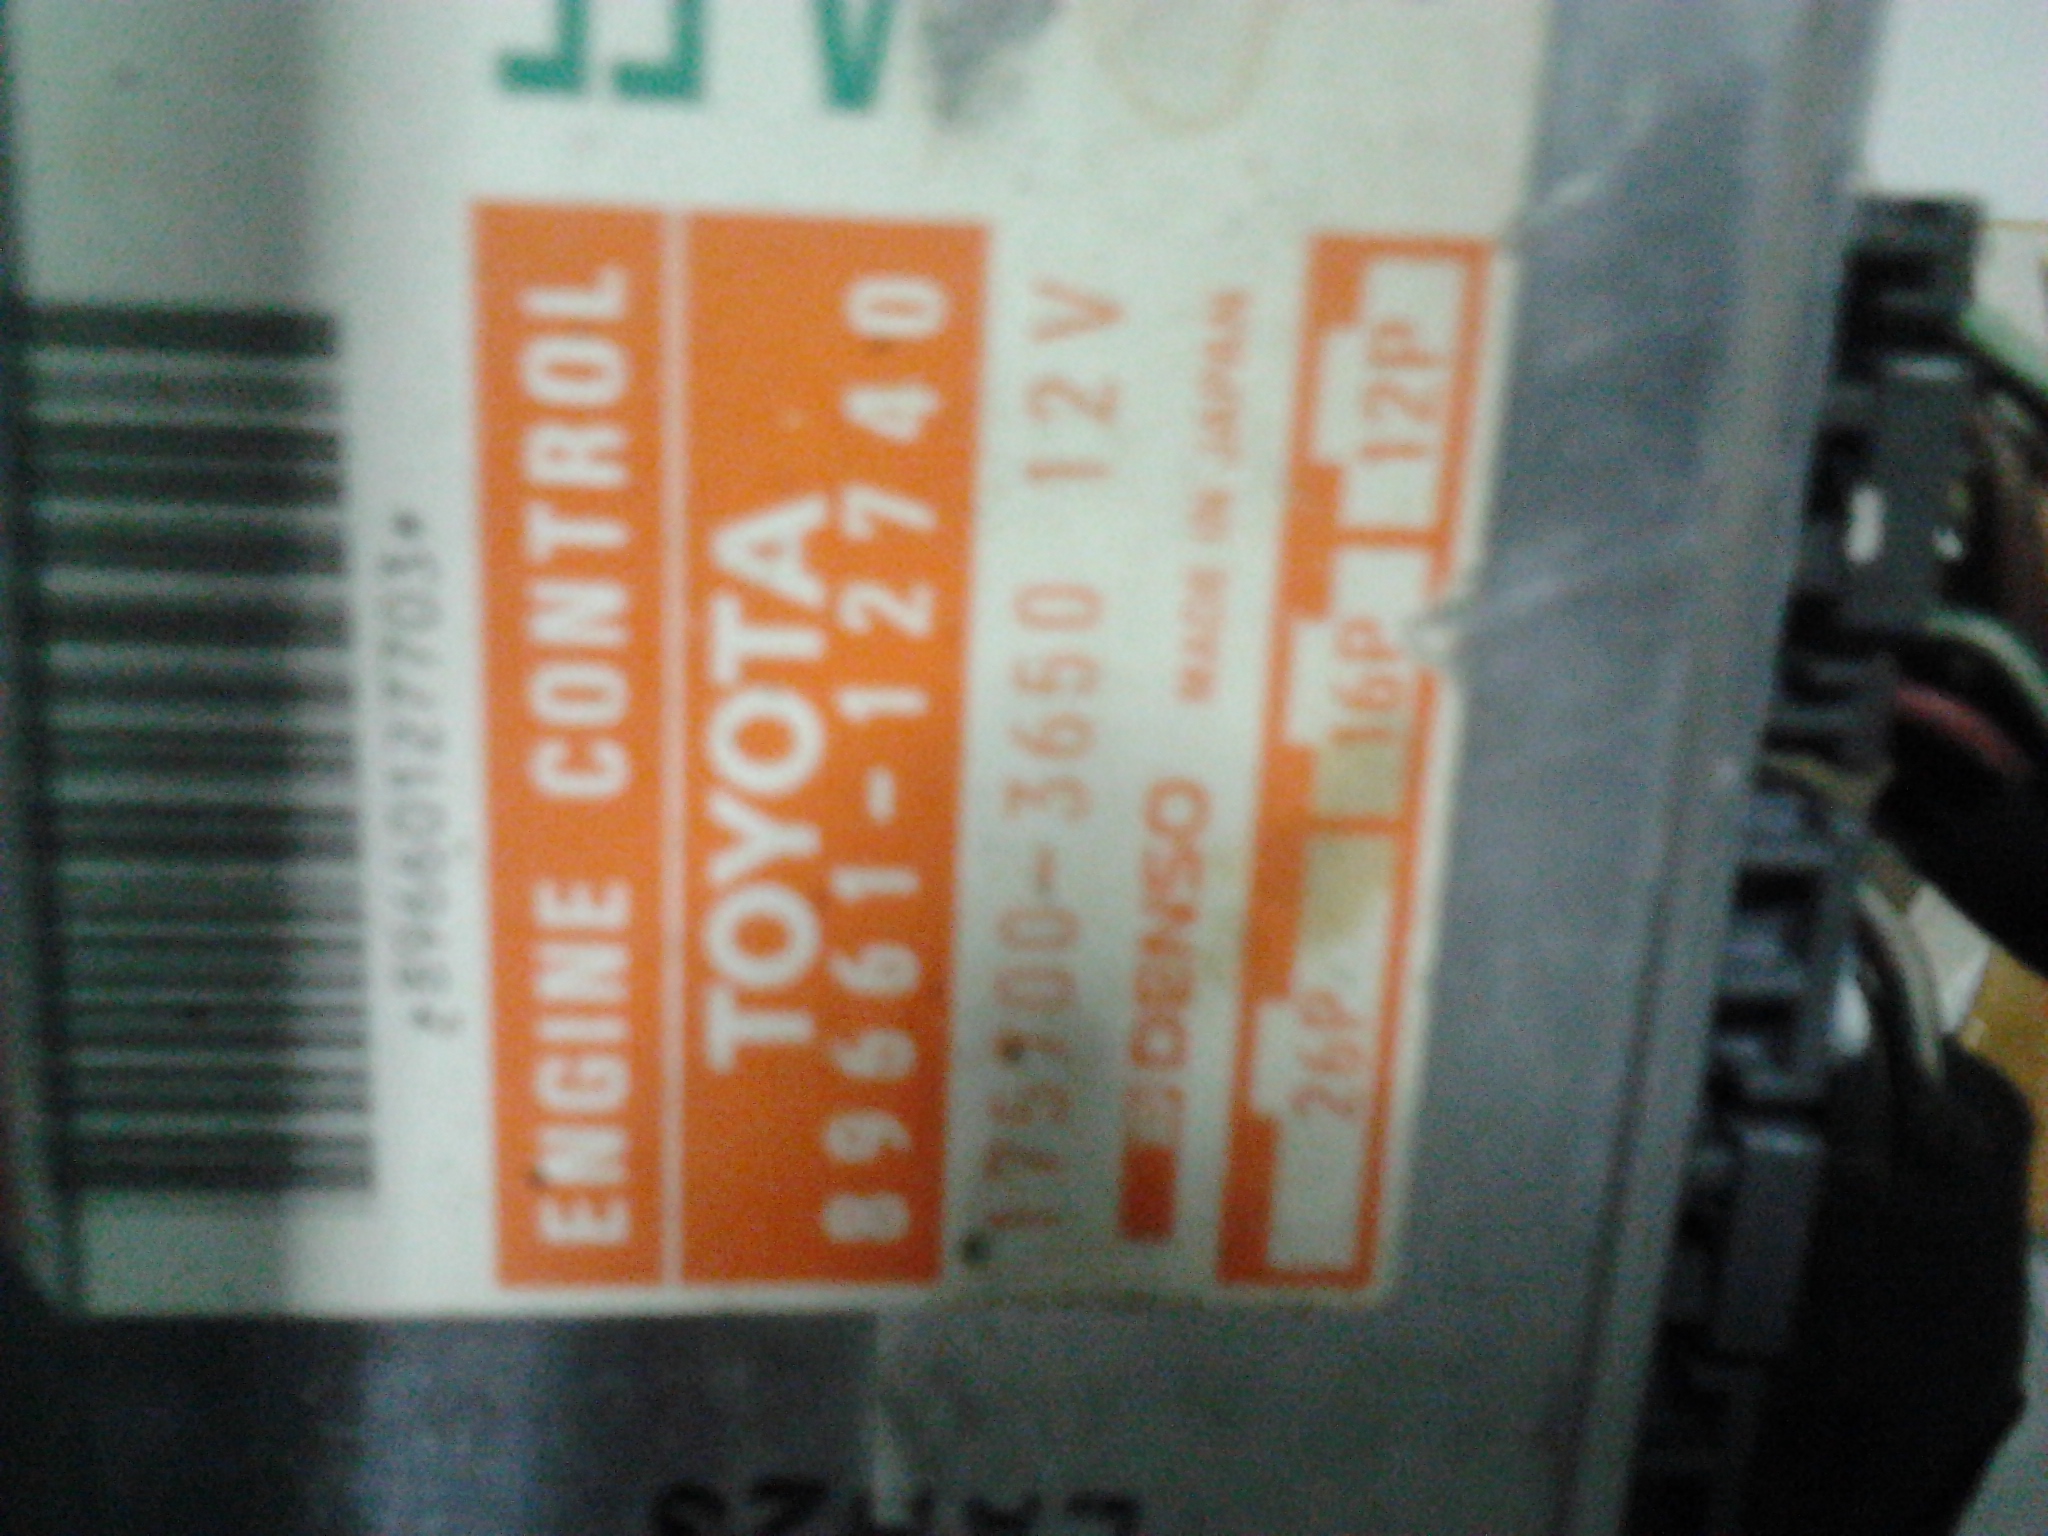 ENGINE CONTROL
TOYOTA
89661-12740
175700-3650 12V
DENSO MADE IN JAPAN
26P 16P 12P